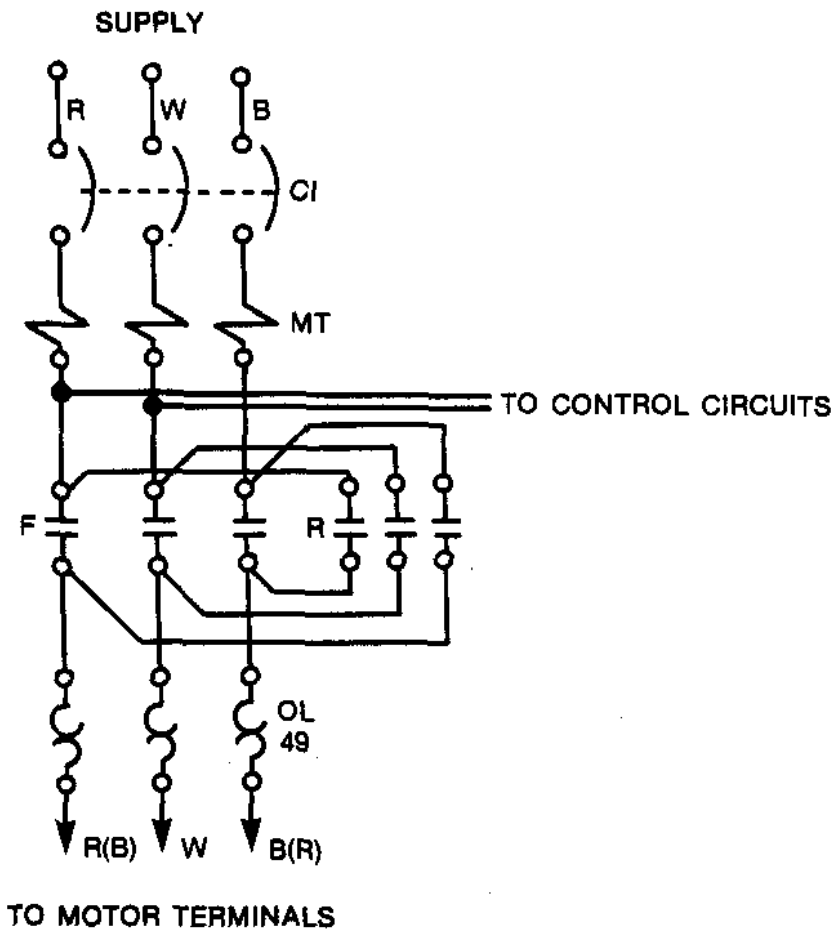 SUPPLY
R W B
CI
MT
TO CONTROL CIRCUITS
F R
OL
49
R(B) W B(R)
TO MOTOR TERMINALS